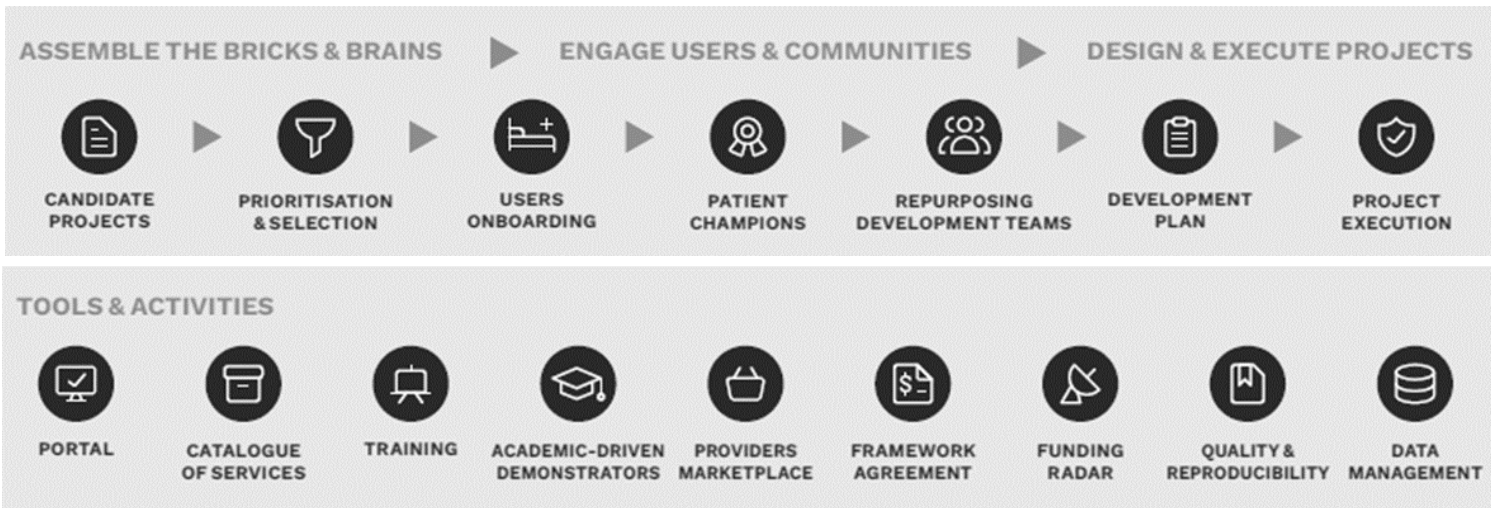 ASSEMBLE THE BRICKS & BRAINS
ENGAGE USERS & COMMUNITIES
DESIGN & EXECUTE PROJECTS
CANDIDATE
PROJECTS
PRIORITISATION
& SELECTION
USERS
ONBOARDING
PATIENT
CHAMPIONS
REPURPOSING
DEVELOPMENT TEAMS
DEVELOPMENT
PLAN
PROJECT
EXECUTION
TOOLS & ACTIVITIES
$
PORTAL
CATALOGUE
OF SERVICES
TRAINING
ACADEMIC-DRIVEN
DEMONSTRATORS
PROVIDERS
MARKETPLACE
FRAMEWORK
AGREEMENT
FUNDING
RADAR
QUALITY &
REPRODUCIBILITY
DATA
MANAGEMENT